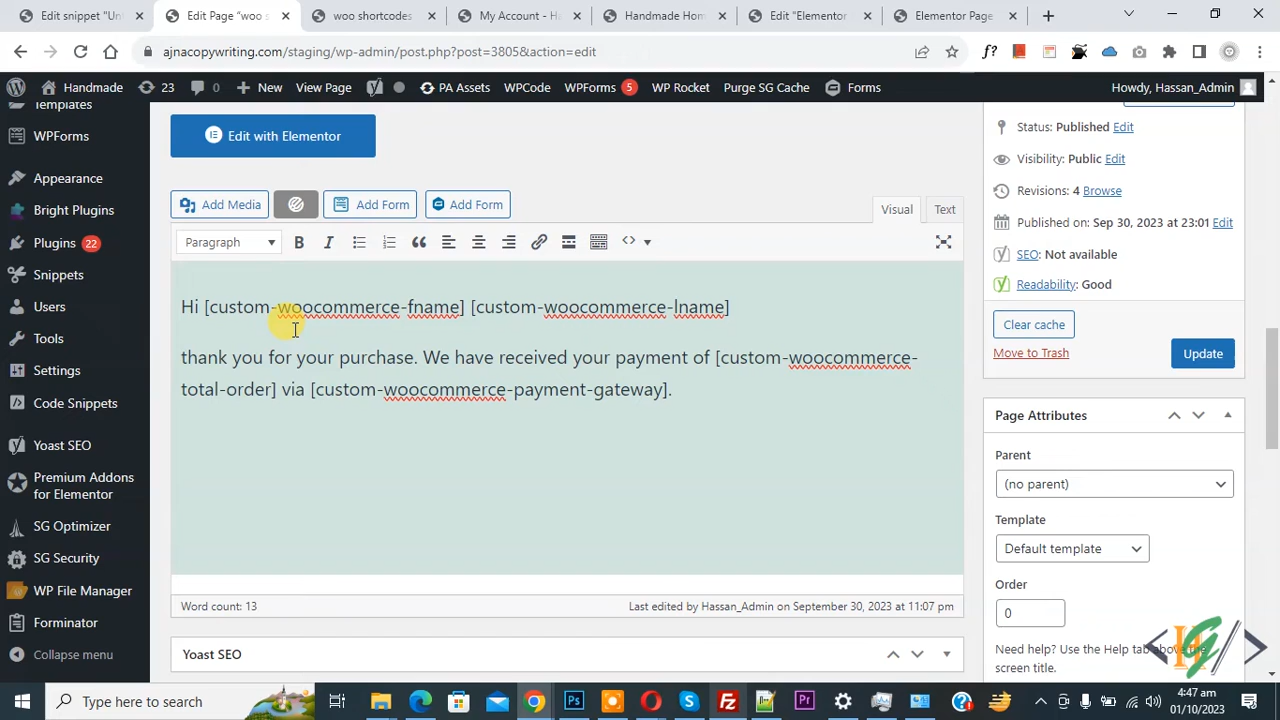 Edit snippet "Un
Edit Page "woo s
woo shortcodes
My Account - Ha
Handmade Home
Edit "Elementor
Elementor Page
ajnacopywriting.com/staging/wp-admin/post.php?post=3805&action=edit
Handmade 23 0 New View Page PA Assets WPCode WPForms 5 WP Rocket Purge SG Cache Forms Howdy, Hassan_Admin
Templates
WPForms
Appearance
Bright Plugins
Plugins 22
Snippets
Users
Tools
Settings
Code Snippets
Yoast SEO
Premium Addons
for Elementor
SG Optimizer
SG Security
WP File Manager
Forminator
Collapse menu
Edit with Elementor
Add Media Add Form Add Form
Visual Text
Paragraph
Hi [custom-woocommerce-fname] [custom-woocommerce-lname]
thank you for your purchase. We have received your payment of [custom-woocommerce-
total-order] via [custom-woocommerce-payment-gateway].
Word count: 13 Last edited by Hassan_Admin on September 30, 2023 at 11:07 pm
Yoast SEO
Status: Published Edit
Visibility: Public Edit
Revisions: 4 Browse
Published on: Sep 30, 2023 at 23:01 Edit
SEO: Not available
Readability: Good
Clear cache
Move to Trash Update
Page Attributes
Parent
(no parent)
Template
Default template
Order
0
Need help? Use the Help tab above the
screen title.
Type here to search
4:47 am
01/10/2023